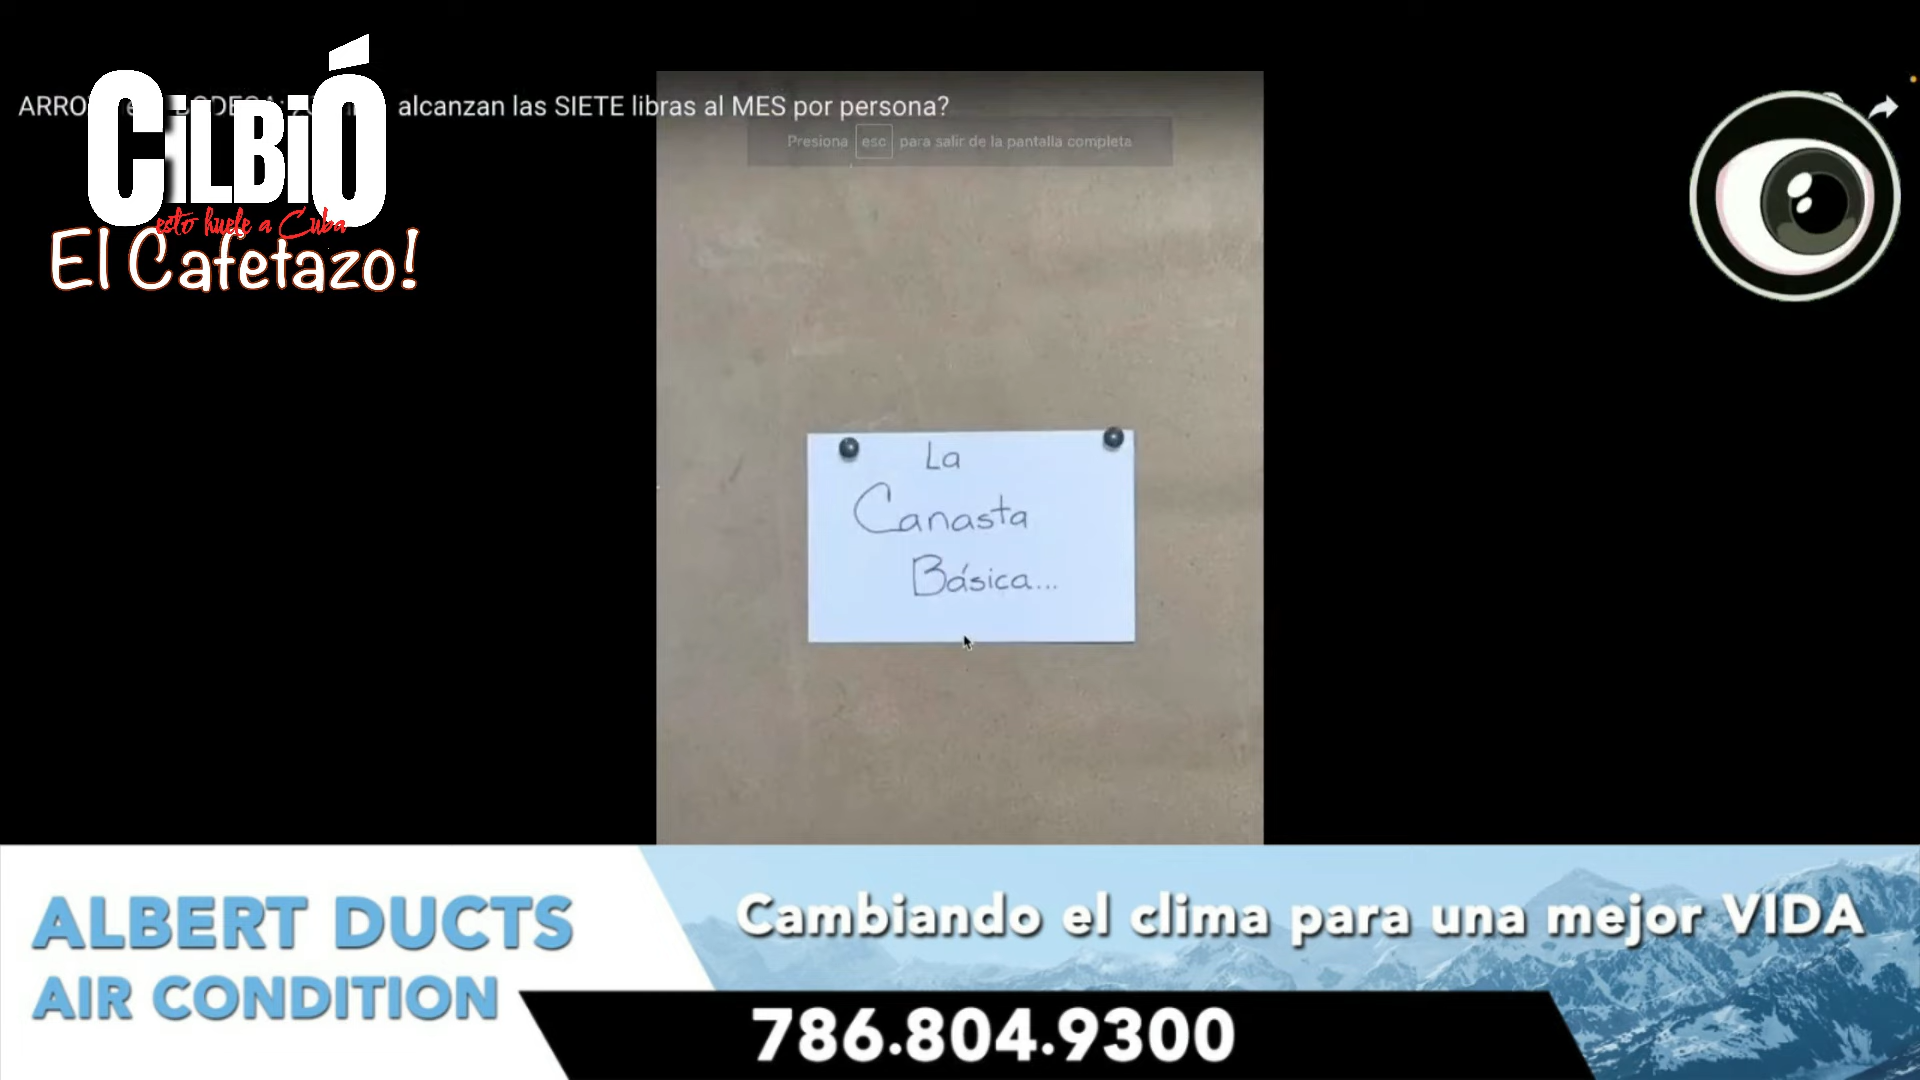 CiLBiÓ
esto huele a Cuba
El Cafetazo!
ARRO
alcanzan las SIETE libras al MES por persona?
Presiona esc para salir de la pantalla completa
La
Canasta
Básica...
ALBERT DUCTS
AIR CONDITION
Cambiando el clima para una mejor VIDA
786.804.9300